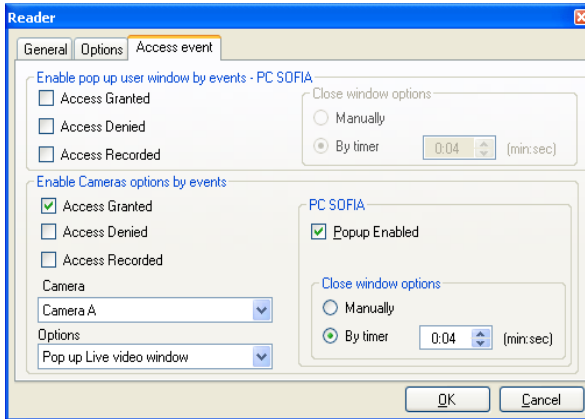 Reader
General Options Access event
Enable pop up user window by events - PC SOFIA
Access Granted
Access Denied
Access Recorded
Close window options
Manually
By timer 0:04 (min:sec)
Enable Cameras options by events
Access Granted
Access Denied
Access Recorded
Camera
Camera A
Options
Pop up Live video window
PC SOFIA
Popup Enabled
Close window options
Manually
By timer 0:04 (min:sec)
OK Cancel